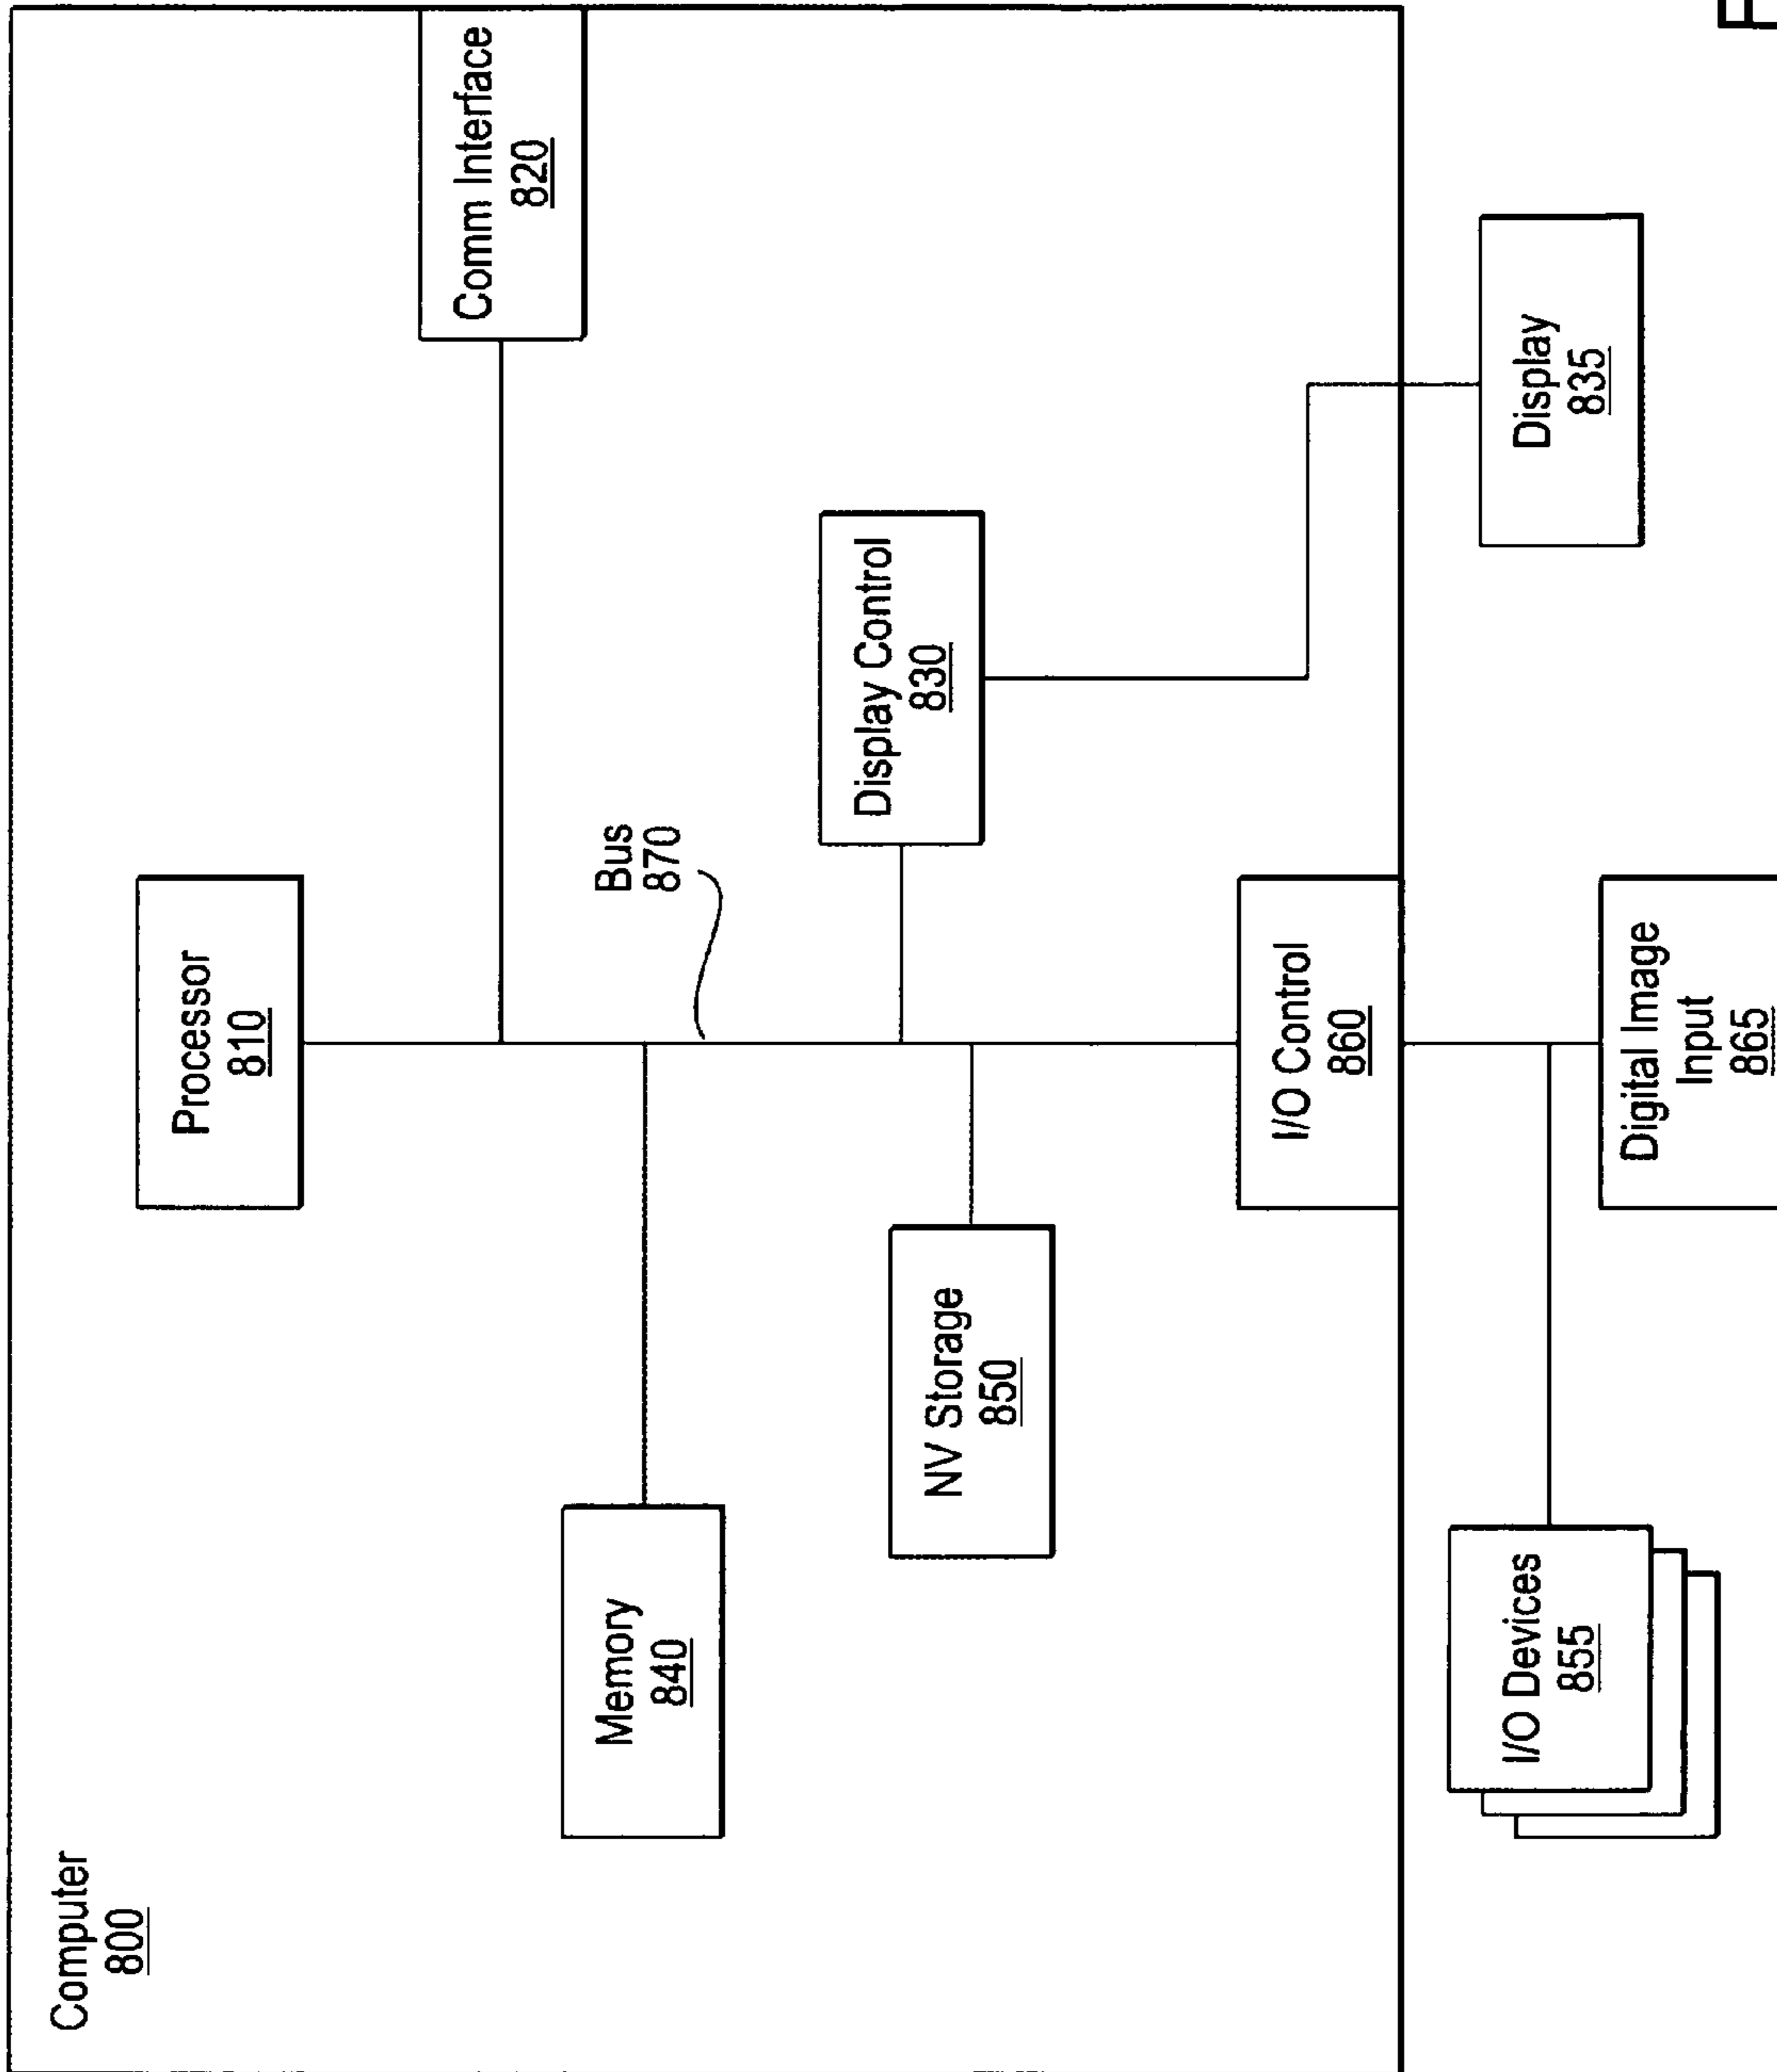 Computer
800
Processor
810
Comm Interface
820
Memory
840
Bus
870
NV Storage
850
Display Control
830
I/O Control
860
I/O Devices
855
Digital Image
Input
865
Display
835